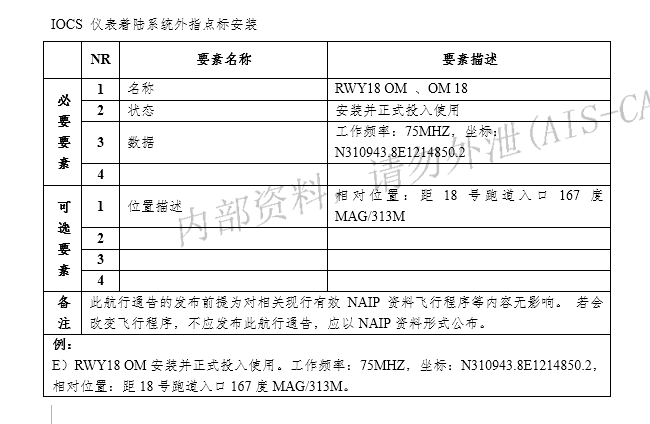 IOCS 仪表着陆系统外指点标安装
NR 要素名称 要素描述
必要要素
1 名称 RWY18 OM 、OM 18
2 状态 安装并正式投入使用
3 数据 工作频率：75MHZ，坐标：
N310943.8E1214850.2
4
可选要素
1 位置描述 相对位置：距 18 号跑道入口 167 度
MAG/313M
2
3
4
备注
此航行通告的发布前提为对相关现行有效 NAIP 资料飞行程序等内容无影响。 若会
改变飞行程序，不应发布此航行通告，应以 NAIP 资料形式公布。
例：
E）RWY18 OM 安装并正式投入使用。工作频率：75MHZ，坐标：N310943.8E1214850.2，
相对位置：距 18 号跑道入口 167 度 MAG/313M。
内部资料，请勿外泄(AIS-CA